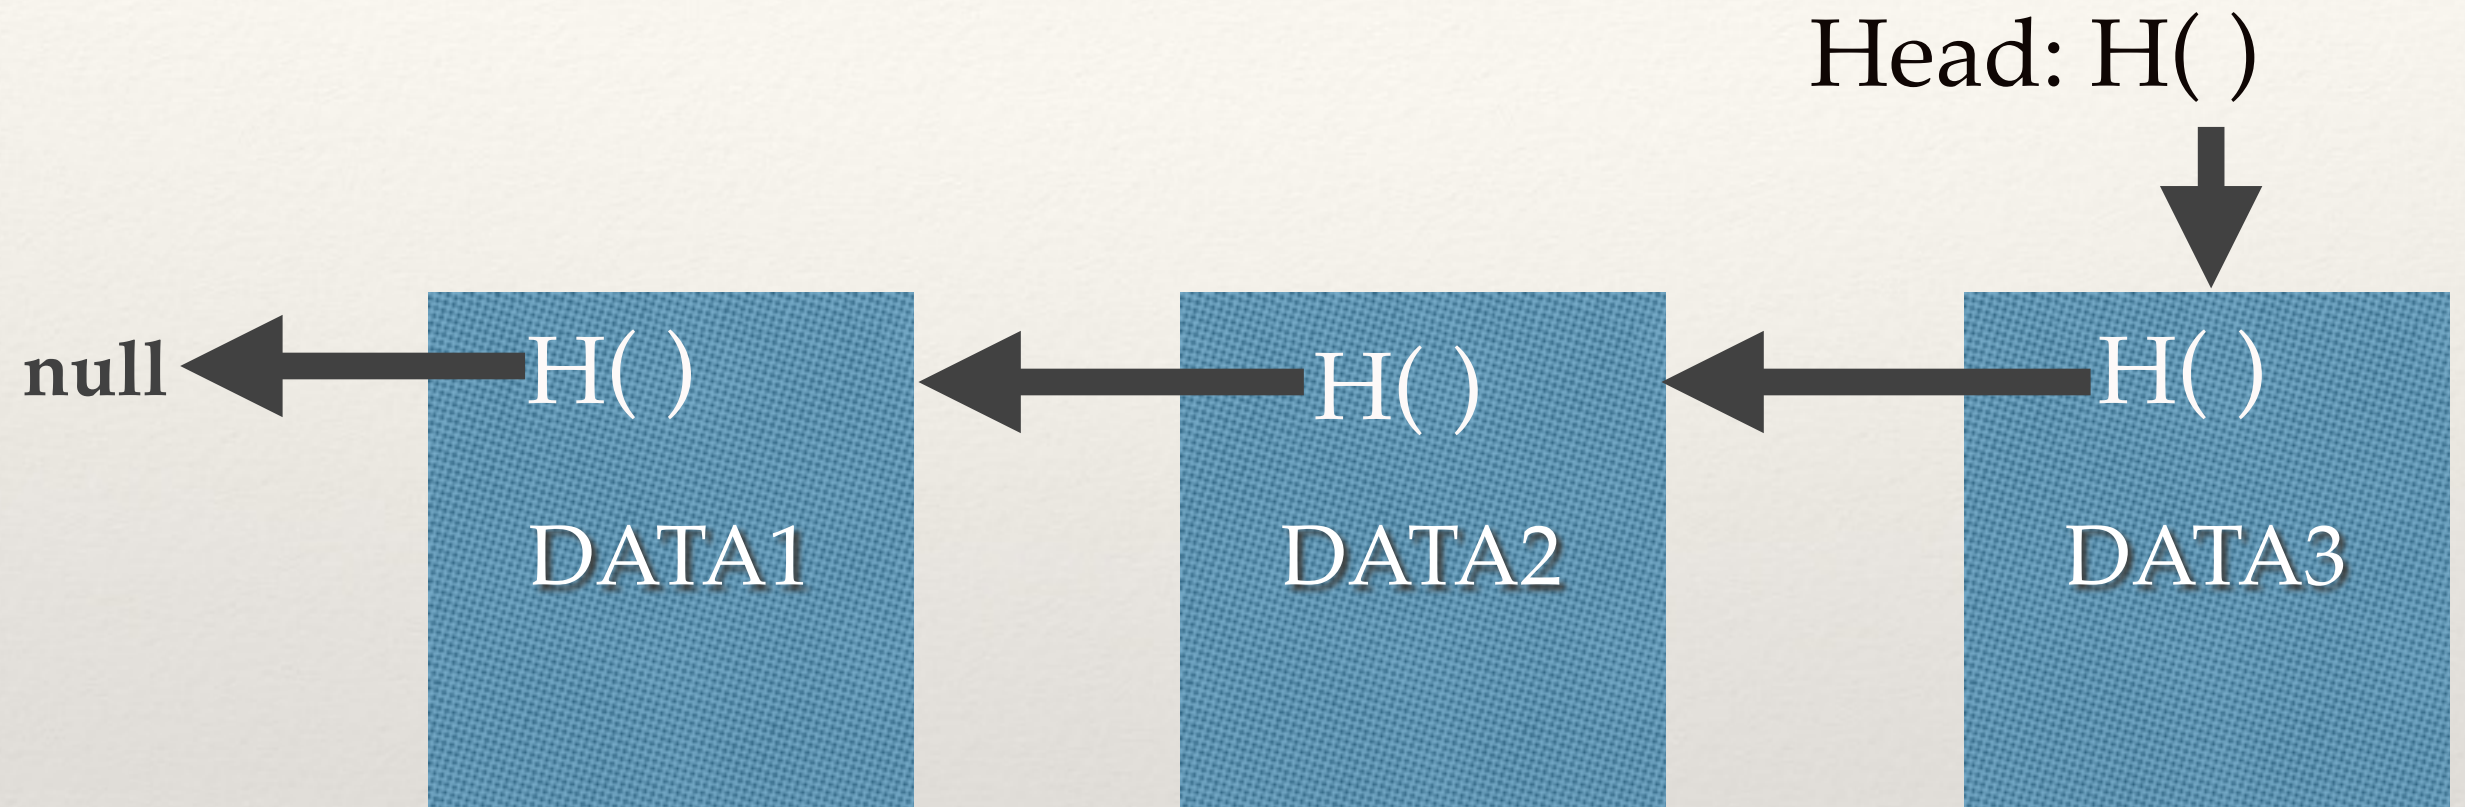 Head: H( )
null
H( )
H( )
H( )
DATA1
DATA2
DATA3